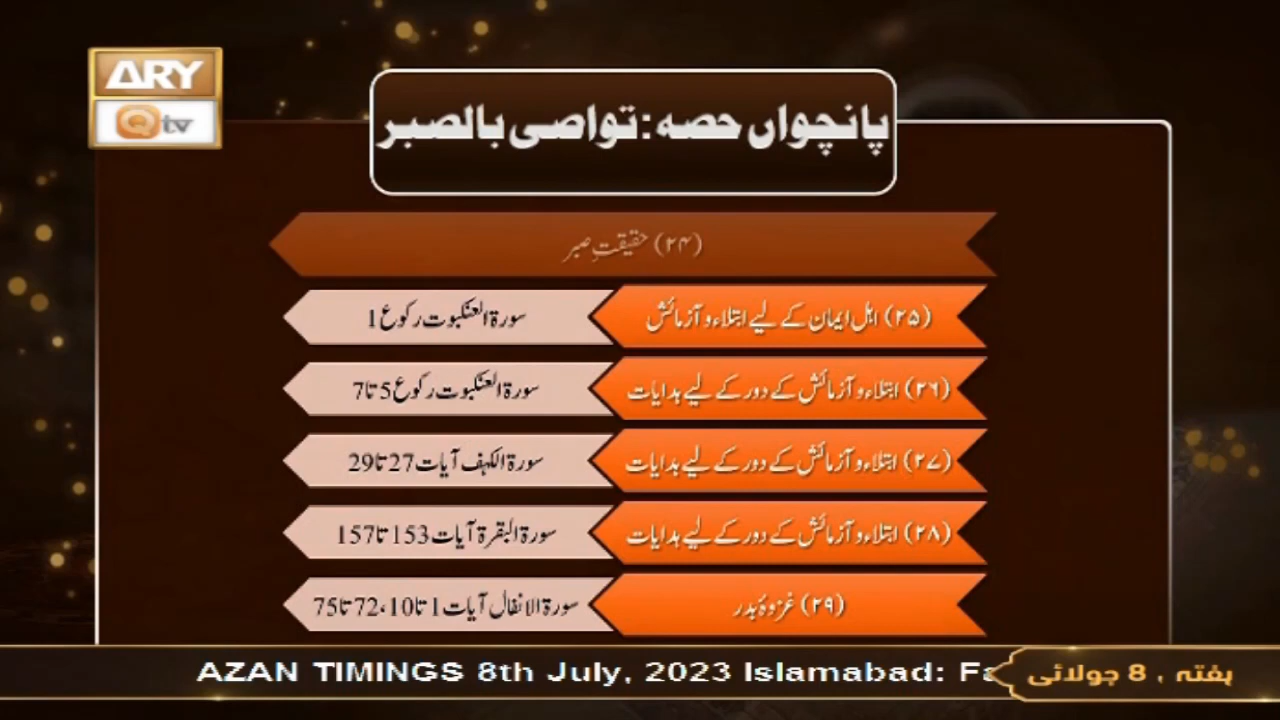 ARY
Qtv
پانچواں حصہ: تواصی بالصبر
(۲۴) حقیقتِ صبر
(۲۵) اہل ایمان کے لیے ابتلاء و آزمائش
سورۃ العنکبوت رکوع 1
(۲۶) ابتلاء و آزمائش کے دور کے لیے ہدایات
سورۃ العنکبوت رکوع 5 تا 7
(۲۷) ابتلاء و آزمائش کے دور کے لیے ہدایات
سورۃ الکہف آیات 27 تا 29
(۲۸) ابتلاء و آزمائش کے دور کے لیے ہدایات
سورۃ البقرۃ آیات 153 تا 157
(۲۹) غزوۂ بدر
سورۃ الانفال آیات 1 تا 10، 72 تا 75
AZAN TIMINGS 8th July, 2023 Islamabad: Fa
ہفتہ , 8 جولائی